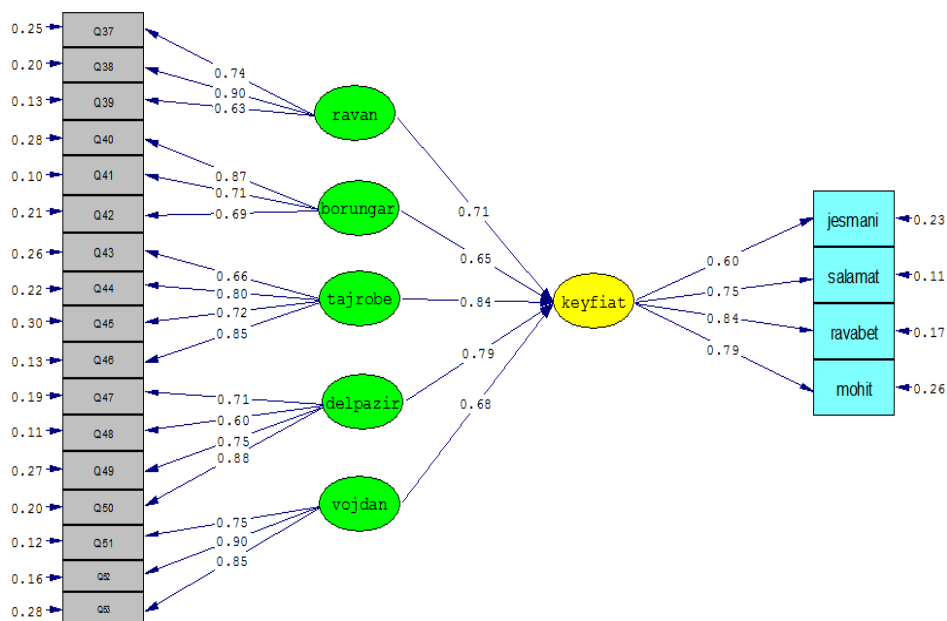 0.25 Q37
0.20 Q38
0.13 Q39
0.28 Q40
0.10 Q41
0.21 Q42
0.26 Q43
0.22 Q44
0.30 Q45
0.13 Q46
0.19 Q47
0.11 Q48
0.27 Q49
0.20 Q50
0.12 Q51
0.16 Q52
0.28 Q53
0.74
0.90
0.63
0.87
0.71
0.69
0.66
0.80
0.72
0.85
0.71
0.60
0.75
0.88
0.75
0.90
0.85
ravan
borungar
tajrobe
delpazir
vojdan
0.71
0.65
0.84
0.79
0.68
keyfiat
0.60
0.75
0.84
0.79
jesmani 0.23
salamat 0.11
ravabet 0.17
mohit 0.26